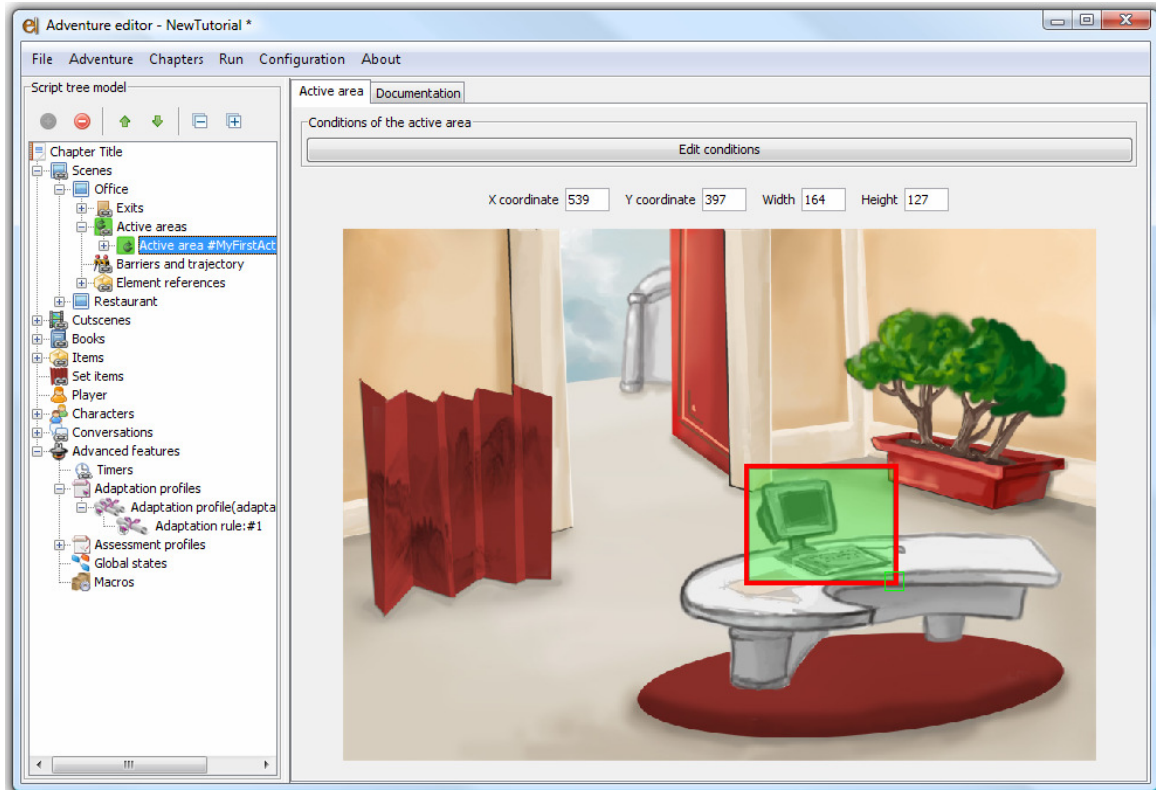 Adventure editor - NewTutorial *
File Adventure Chapters Run Configuration About
Script tree model
Chapter Title
Scenes
Office
Exits
Active areas
Active area #MyFirstAct
Barriers and trajectory
Element references
Restaurant
Cutscenes
Books
Items
Set items
Player
Characters
Conversations
Advanced features
Timers
Adaptation profiles
Adaptation profile(adapta
Adaptation rule:#1
Assessment profiles
Global states
Macros
Active area Documentation
Conditions of the active area
Edit conditions
X coordinate 539 Y coordinate 397 Width 164 Height 127